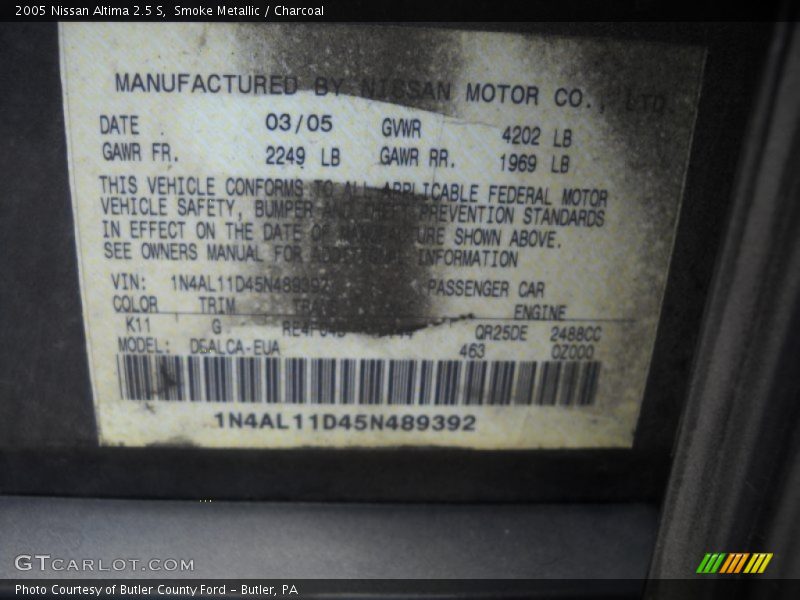 2005 Nissan Altima 2.5 S, Smoke Metallic / Charcoal
MANUFACTURED BY NISSAN MOTOR CO., LTD.
DATE 03/05 GVWR 4202 LB
GAWR FR. 2249 LB GAWR RR. 1969 LB
THIS VEHICLE CONFORMS TO ALL APPLICABLE FEDERAL MOTOR
VEHICLE SAFETY, BUMPER AND THEFT PREVENTION STANDARDS
IN EFFECT ON THE DATE OF MANUFACTURE SHOWN ABOVE.
SEE OWNERS MANUAL FOR ADDITIONAL INFORMATION
VIN: 1N4AL11D45N489392 PASSENGER CAR
COLOR TRIM ENGINE
K11 G QR25DE 2488CC
MODEL: D5ALCA-EUA 463 0Z000
1N4AL11D45N489392
GTCARLOT.COM
Photo Courtesy of Butler County Ford - Butler, PA